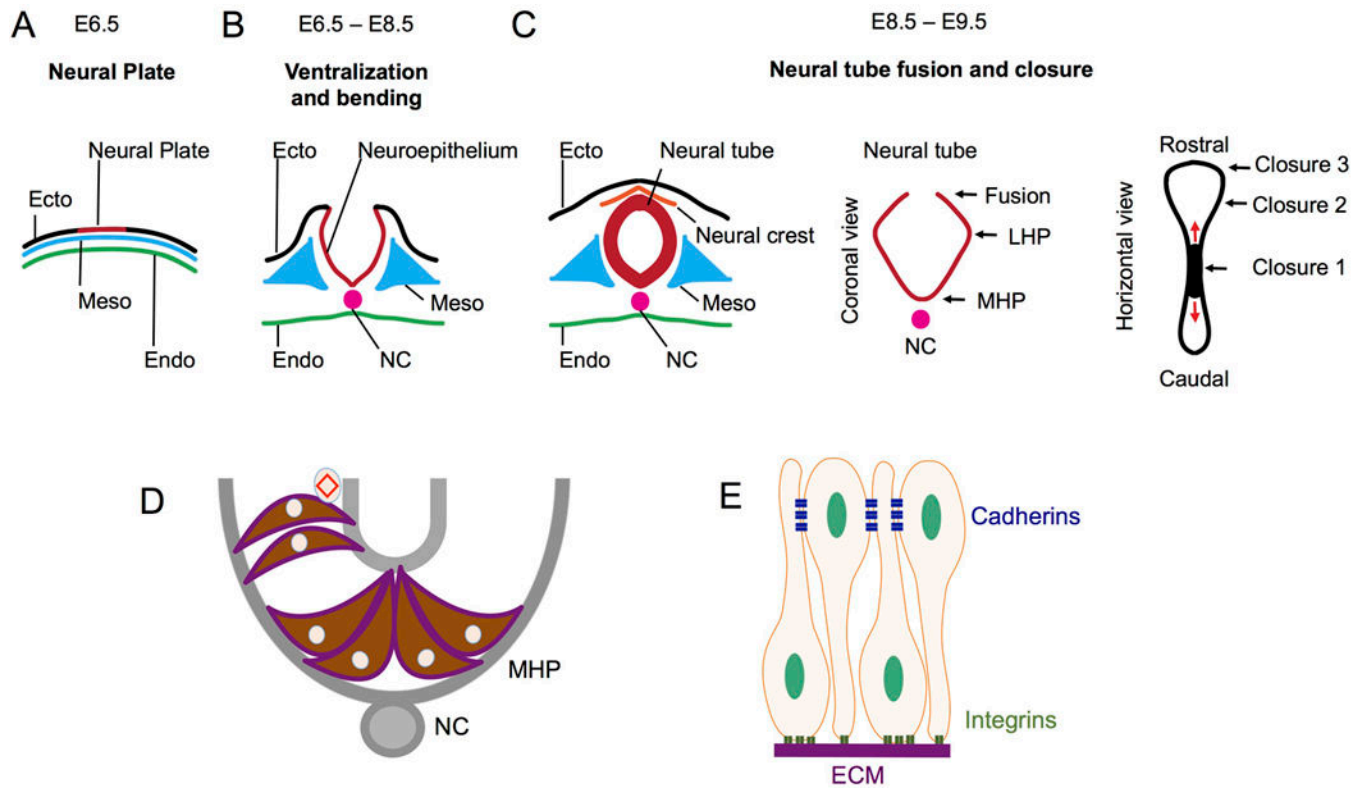 A
E6.5
Neural Plate
Neural Plate
Ecto
Meso
Endo
B
E6.5 – E8.5
Ventralization
and bending
Ecto
Neuroepithelium
Meso
Endo
NC
C
E8.5 – E9.5
Neural tube fusion and closure
Ecto
Neural tube
Neural crest
Meso
Endo
NC
Neural tube
Coronal view
Fusion
LHP
MHP
NC
Horizontal view
Rostral
Closure 3
Closure 2
Closure 1
Caudal
D
MHP
NC
E
Cadherins
Integrins
ECM